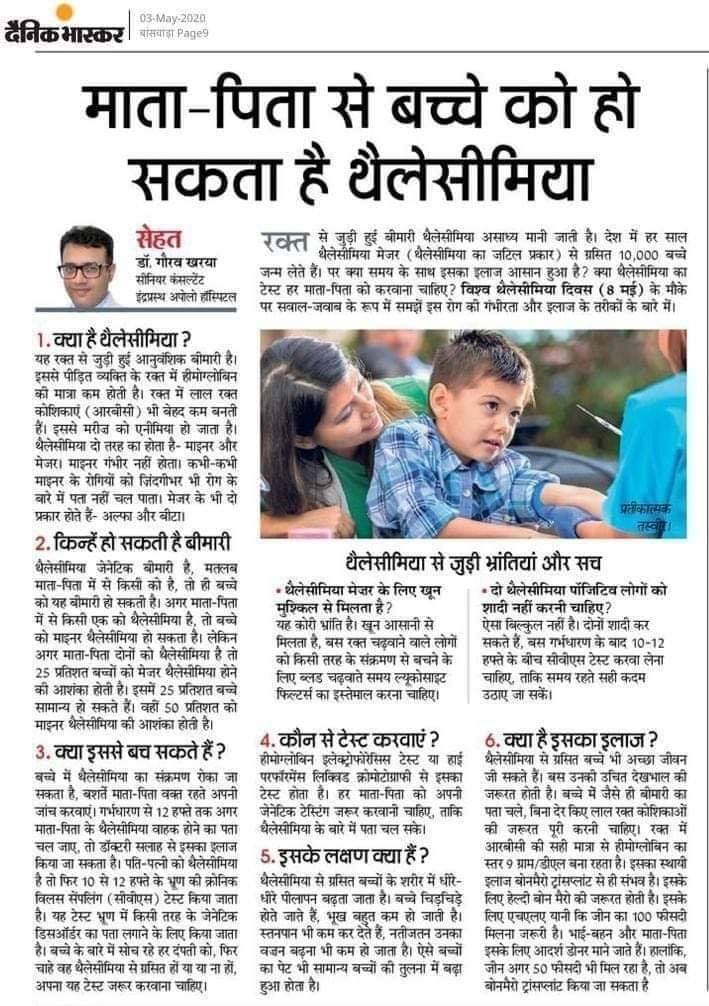 दैनिक भास्कर
03-May-2020
बांसवाड़ा Page9
माता-पिता से बच्चे को हो
सकता है थैलेसीमिया
सेहत
डॉ. गौरव खरया
सीनियर कंसल्टेंट
इंद्रप्रस्थ अपोलो हॉस्पिटल
रक्त से जुड़ी हुई बीमारी थैलेसीमिया असाध्य मानी जाती है। देश में हर साल
थैलेसीमिया मेजर (थैलेसीमिया का जटिल प्रकार) से ग्रसित 10,000 बच्चे
जन्म लेते हैं। पर क्या समय के साथ इसका इलाज आसान हुआ है? क्या थैलेसीमिया का
टेस्ट हर माता-पिता को करवाना चाहिए? विश्व थैलेसीमिया दिवस (8 मई) के मौके
पर सवाल-जवाब के रूप में समझें इस रोग की गंभीरता और इलाज के तरीकों के बारे में।
1. क्या है थैलेसीमिया?
यह रक्त से जुड़ी हुई आनुवंशिक बीमारी है।
इससे पीड़ित व्यक्ति के रक्त में हीमोग्लोबिन
की मात्रा कम होती है। रक्त में लाल रक्त
कोशिकाएं (आरबीसी) भी बेहद कम बनती
हैं। इससे मरीज को एनीमिया हो जाता है।
थैलेसीमिया दो तरह का होता है- माइनर और
मेजर। माइनर गंभीर नहीं होता। कभी-कभी
माइनर के रोगियों को ज़िंदगीभर भी रोग के
बारे में पता नहीं चल पाता। मेजर के भी दो
प्रकार होते हैं- अल्फा और बीटा।
2. किन्हें हो सकती है बीमारी
थैलेसीमिया जेनेटिक बीमारी है, मतलब
माता-पिता में से किसी को है, तो ही बच्चे
को यह बीमारी हो सकती है। अगर माता-पिता
में से किसी एक को थैलेसीमिया है, तो बच्चे
को माइनर थैलेसीमिया हो सकता है। लेकिन
अगर माता-पिता दोनों को थैलेसीमिया है तो
25 प्रतिशत बच्चों को मेजर थैलेसीमिया होने
की आशंका होती है। इसमें 25 प्रतिशत बच्चे
सामान्य हो सकते हैं। वहीं 50 प्रतिशत को
माइनर थैलेसीमिया की आशंका होती है।
3. क्या इससे बच सकते हैं?
बच्चे में थैलेसीमिया का संक्रमण रोका जा
सकता है, बशर्ते माता-पिता वक्त रहते अपनी
जांच करवाएं। गर्भधारण से 12 हफ्ते तक अगर
माता-पिता के थैलेसीमिया वाहक होने का पता
चल जाए, तो डॉक्टरी सलाह से इसका इलाज
किया जा सकता है। पति-पत्नी को थैलेसीमिया
है तो फिर 10 से 12 हफ्ते के भ्रूण को क्रोनिक
विलस सेंपलिंग (सीवीएस) टेस्ट किया जाता
है। यह टेस्ट भ्रूण में किसी तरह के जेनेटिक
डिसऑर्डर का पता लगाने के लिए किया जाता
है। बच्चे के बारे में सोच रहे हर दंपती को, फिर
चाहे वह थैलेसीमिया से ग्रसित हों या या ना हों,
अपना यह टेस्ट जरूर करवाना चाहिए।
प्रतीकात्मक
तस्वीर।
थैलेसीमिया से जुड़ी भ्रांतियां और सच
• थैलेसीमिया मेजर के लिए खून
मुश्किल से मिलता है?
यह कोरी भ्रांति है। खून आसानी से
मिलता है, बस रक्त चढ़वाने वाले लोगों
को किसी तरह के संक्रमण से बचने के
लिए ब्लड चढ़वाते समय ल्यूकोसाइट
फिल्टर्स का इस्तेमाल करना चाहिए।
• दो थैलेसीमिया पॉजिटिव लोगों को
शादी नहीं करनी चाहिए?
ऐसा बिल्कुल नहीं है। दोनों शादी कर
सकते हैं, बस गर्भधारण के बाद 10-12
हफ्ते के बीच सीवीएस टेस्ट करवा लेना
चाहिए, ताकि समय रहते सही कदम
उठाए जा सकें।
4. कौन से टेस्ट करवाएं?
हीमोग्लोबिन इलेक्ट्रोफोरेसिस टेस्ट या हाई
परफॉरमेंस लिक्विड क्रोमोटोग्राफी से इसका
टेस्ट होता है। हर माता-पिता को अपनी
जेनेटिक टेस्टिंग जरूर करवानी चाहिए, ताकि
थैलेसीमिया के बारे में पता चल सके।
5. इसके लक्षण क्या हैं?
थैलेसीमिया से ग्रसित बच्चों के शरीर में धीरे-
धीरे पीलापन बढ़ता जाता है। बच्चे चिड़चिड़े
होते जाते हैं, भूख बहुत कम हो जाती है।
स्तनपान भी कम कर देते हैं, नतीजतन उनका
वजन बढ़ना भी कम हो जाता है। ऐसे बच्चों
का पेट भी सामान्य बच्चों की तुलना में बढ़ा
हुआ होता है।
6. क्या है इसका इलाज?
थैलेसीमिया से ग्रसित बच्चे भी अच्छा जीवन
जी सकते हैं। बस उनकी उचित देखभाल की
जरूरत होती है। बच्चे में जैसे ही बीमारी का
पता चले, बिना देर किए लाल रक्त कोशिकाओं
की जरूरत पूरी करनी चाहिए। रक्त में
आरबीसी की सही मात्रा से हीमोग्लोबिन का
स्तर 9 ग्राम/डीएल बना रहता है। इसका स्थायी
इलाज बोनमैरो ट्रांसप्लांट से ही संभव है। इसके
लिए हेल्दी बोन मैरो की जरूरत होती है। इसके
लिए एचएलए यानी कि जीन का 100 फीसदी
मिलना जरूरी है। भाई-बहन और माता-पिता
इसके लिए आदर्श डोनर माने जाते हैं। हालांकि,
जीन अगर 50 फीसदी भी मिल रहा है, तो अब
बोनमैरो ट्रांसप्लांट किया जा सकता है